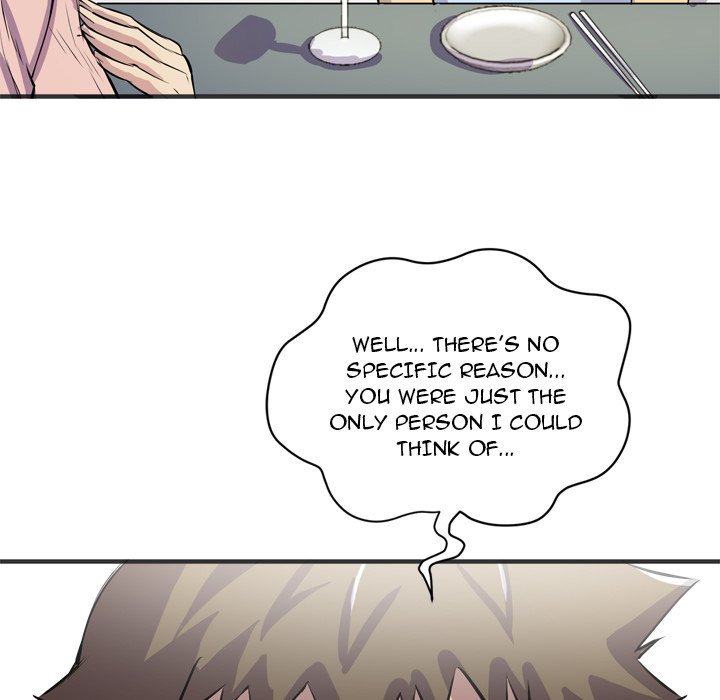 WELL... THERE'S NO
SPECIFIC REASON...
YOU WERE JUST THE
ONLY PERSON I COULD
THINK OF...